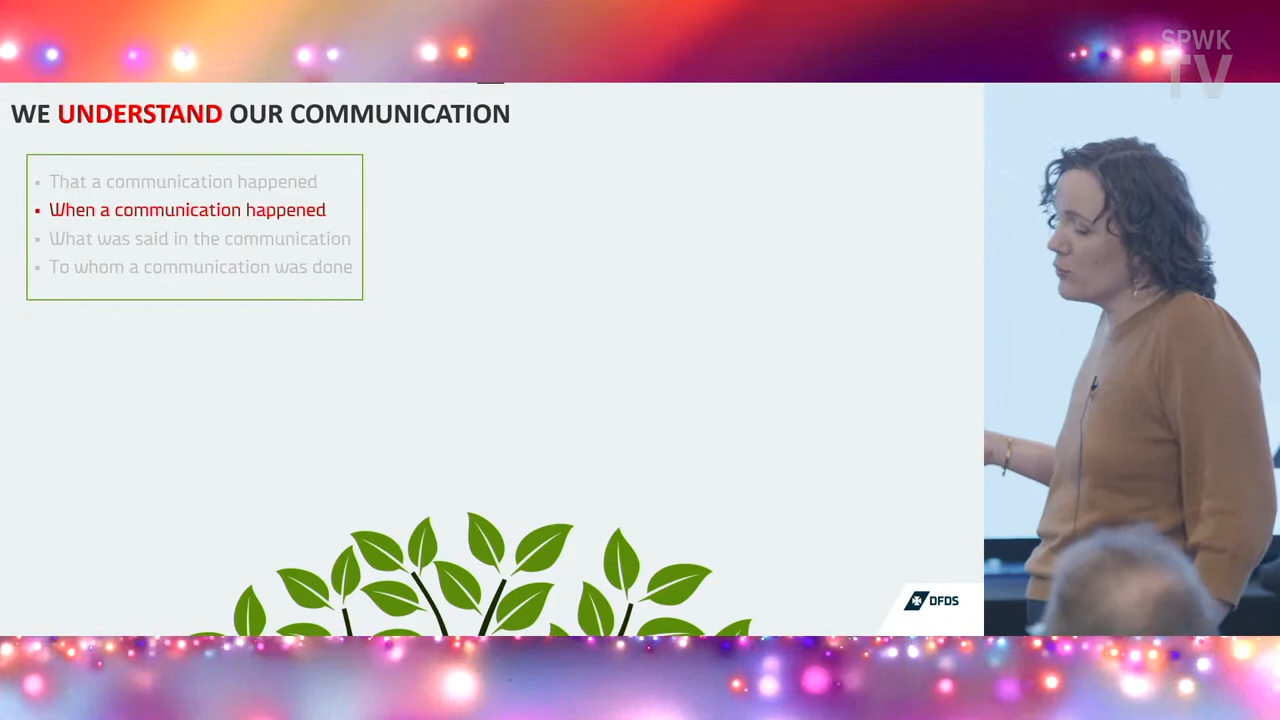 SPWK
TV
WE UNDERSTAND OUR COMMUNICATION
▪ That a communication happened
▪ When a communication happened
▪ What was said in the communication
▪ To whom a communication was done
DFDS